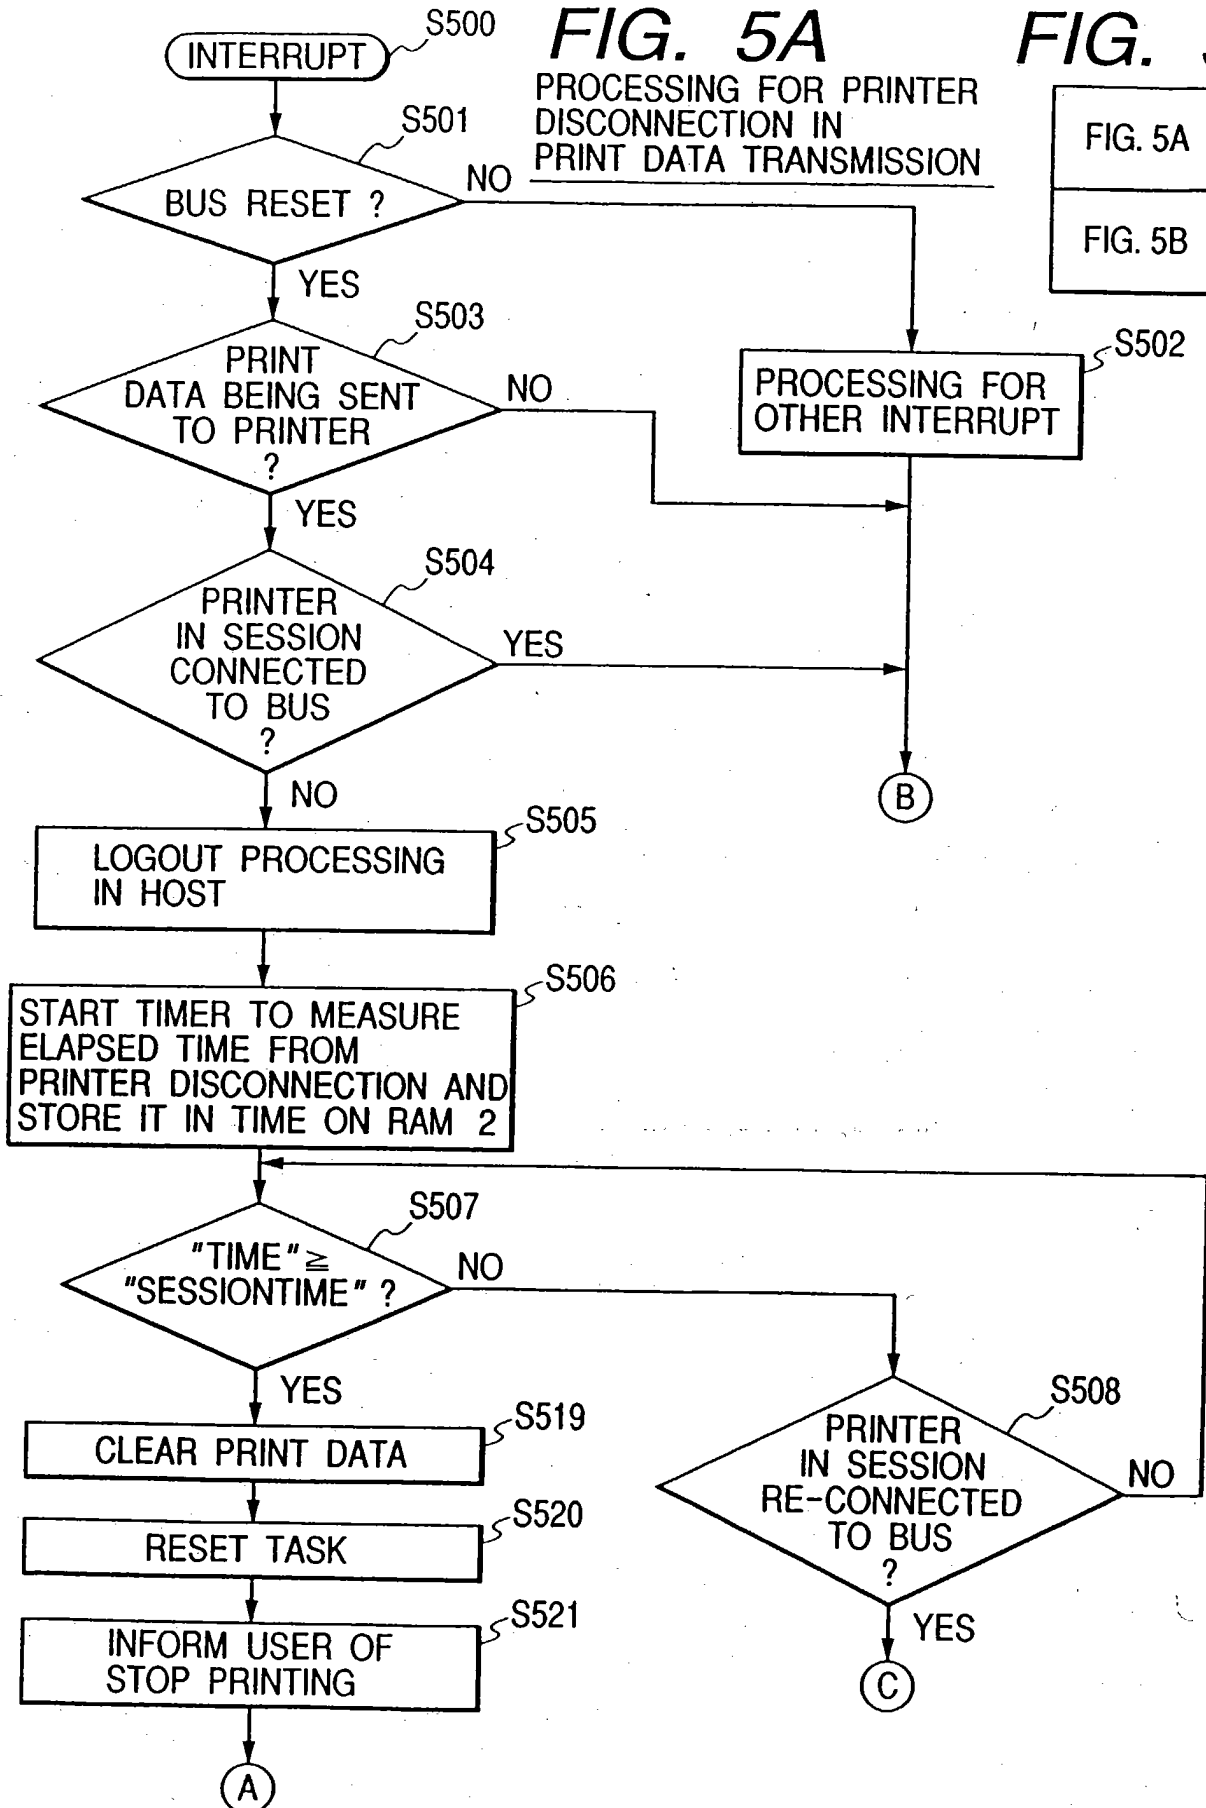 FIG. 5A
PROCESSING FOR PRINTER
DISCONNECTION IN
PRINT DATA TRANSMISSION
FIG.
FIG. 5A
FIG. 5B
INTERRUPT
S500
S501
BUS RESET ?
NO
YES
S502
PROCESSING FOR
OTHER INTERRUPT
S503
PRINT
DATA BEING SENT
TO PRINTER
?
NO
YES
S504
PRINTER
IN SESSION
CONNECTED
TO BUS
?
YES
NO
B
S505
LOGOUT PROCESSING
IN HOST
S506
START TIMER TO MEASURE
ELAPSED TIME FROM
PRINTER DISCONNECTION AND
STORE IT IN TIME ON RAM 2
S507
"TIME" ≧
"SESSIONTIME" ?
NO
YES
S508
PRINTER
IN SESSION
RE-CONNECTED
TO BUS
?
NO
YES
C
S519
CLEAR PRINT DATA
S520
RESET TASK
S521
INFORM USER OF
STOP PRINTING
A